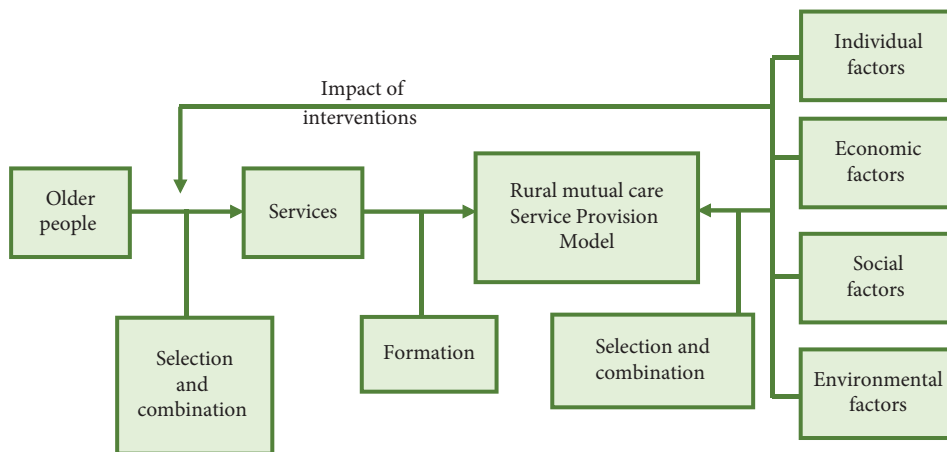 Individual
factors
Impact of
interventions
Economic
factors
Older
people
Services
Rural mutual care
Service Provision
Model
Social
factors
Selection
and
combination
Formation
Selection and
combination
Environmental
factors